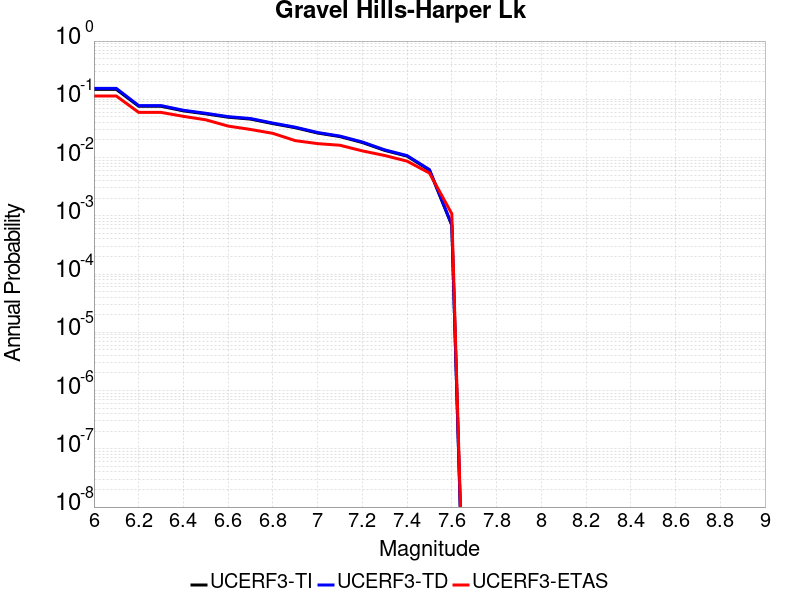 Gravel Hills-Harper Lk
10^0
10^-1
10^-2
10^-3
10^-4
10^-5
10^-6
10^-7
10^-8
Annual Probability
6 6.2 6.4 6.6 6.8 7 7.2 7.4 7.6 7.8 8 8.2 8.4 8.6 8.8 9
Magnitude
UCERF3-TI UCERF3-TD UCERF3-ETAS